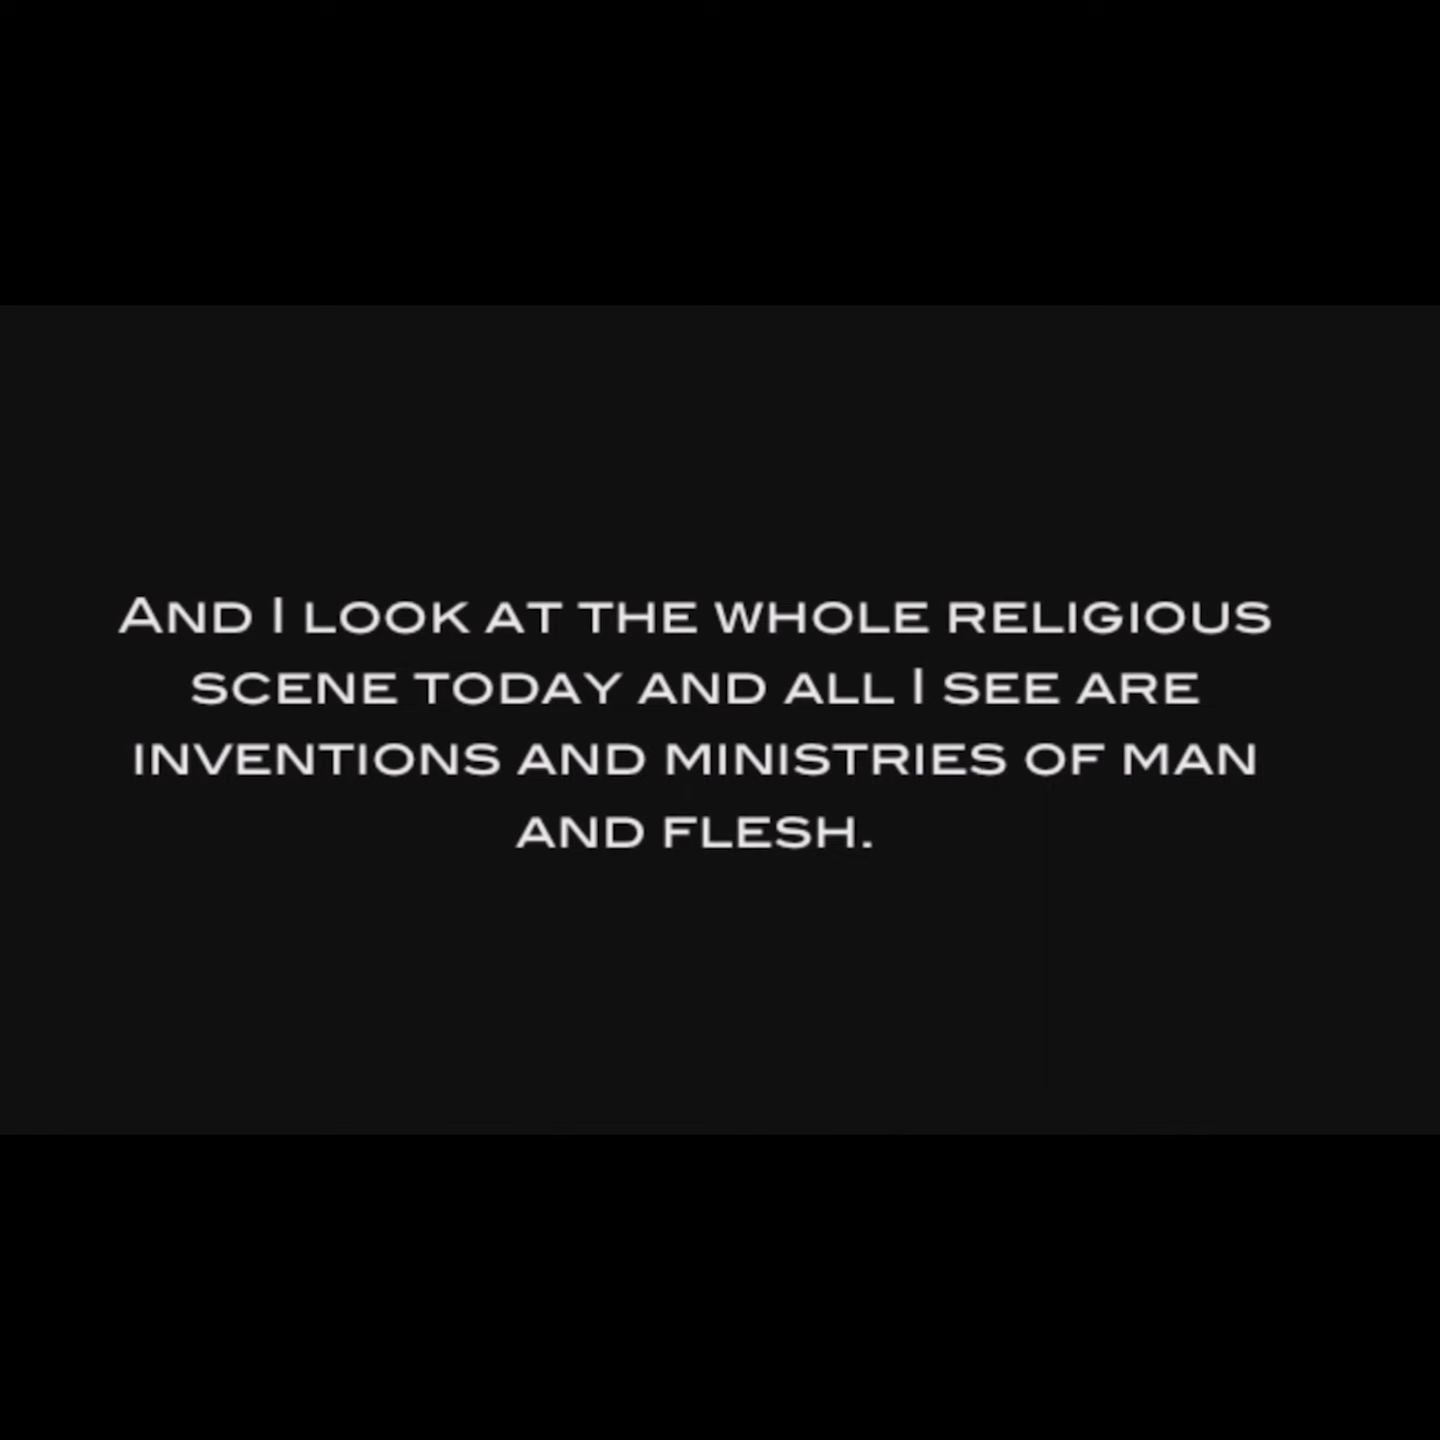 And I look at the whole religious
scene today and all I see are
inventions and ministries of man
and flesh.